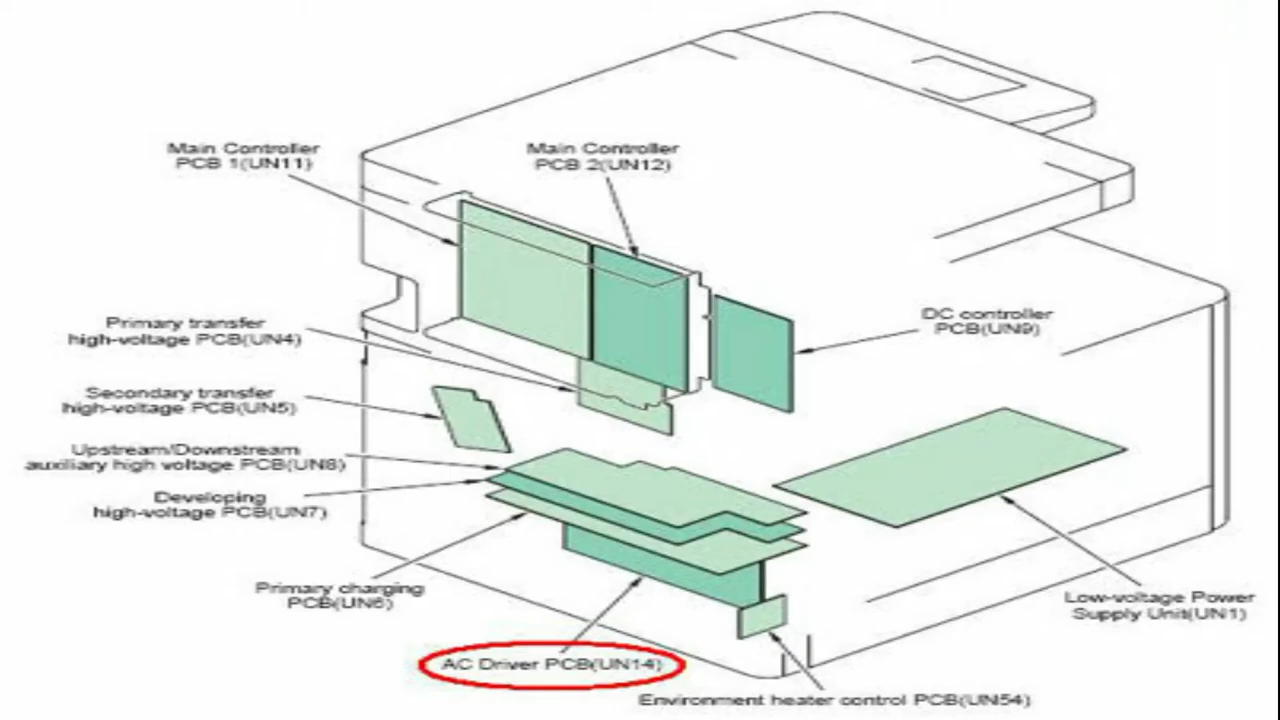 Main Controller
PCB 1(UN11)
Main Controller
PCB 2(UN12)
DC controller
PCB(UN9)
Primary transfer
high-voltage PCB(UN4)
Secondary transfer
high-voltage PCB(UN5)
Upstream/Downstream
auxiliary high voltage PCB(UN8)
Developing
high-voltage PCB(UN7)
Primary charging
PCB(UN6)
Low-voltage Power
Supply Unit(UN1)
AC Driver PCB(UN14)
Environment heater control PCB(UN54)